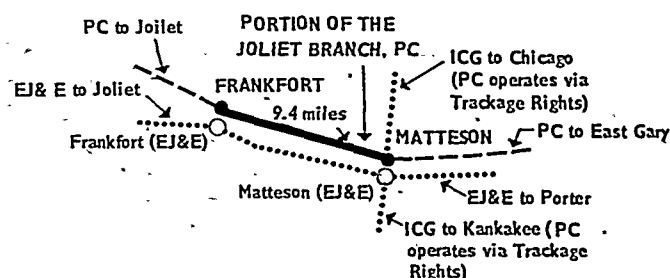 PC to Joilet
PORTION OF THE
JOLIET BRANCH, PC
ICG to Chicago
(PC operates via
Trackage Rights)
EJ& E to Joliet
FRANKFORT
9.4 miles
Frankfort (EJ&E)
MATTESON
PC to East Gary
Matteson (EJ&E)
EJ&E to Porter
ICG to Kankakee (PC
operates via Trackage
Rights)